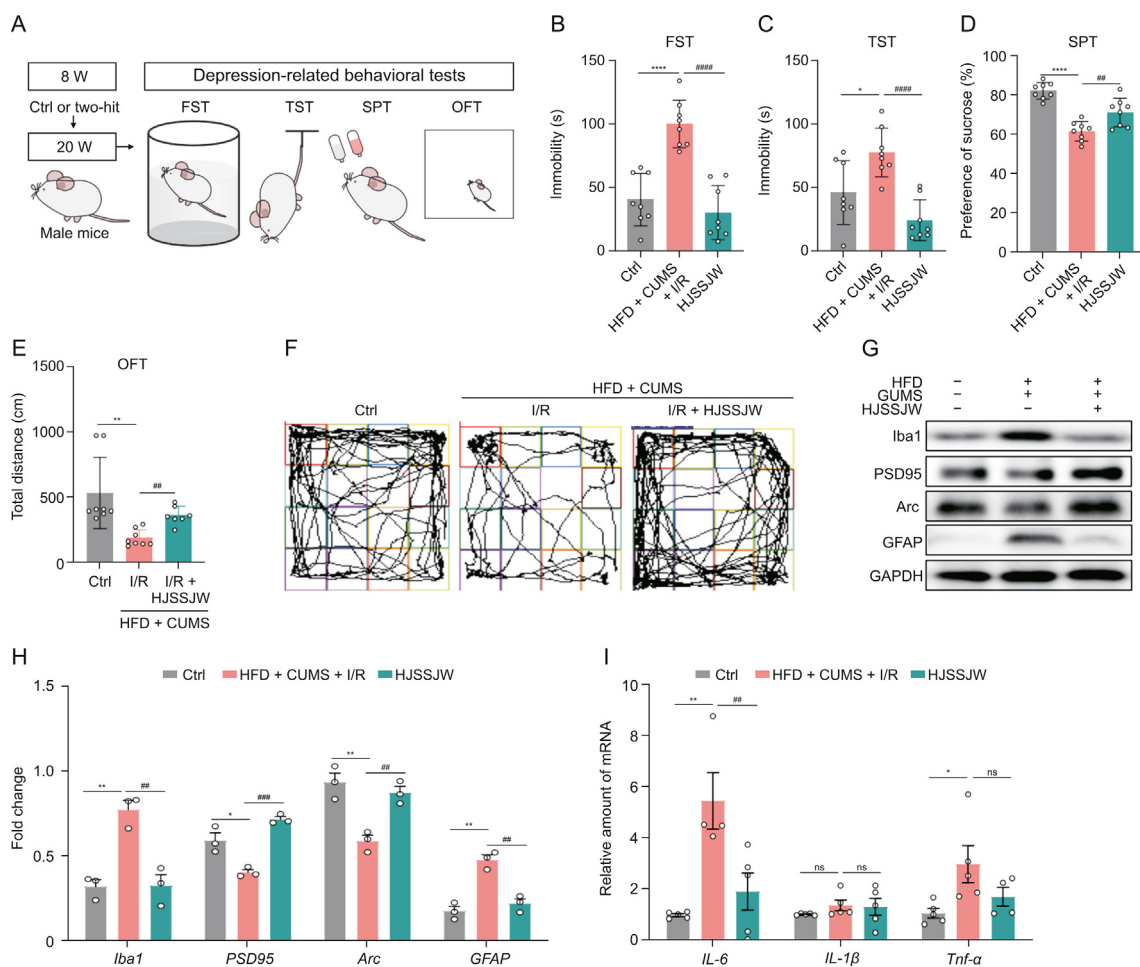 A
8 W
Depression-related behavioral tests
Ctrl or two-hit
20 W
Male mice
FST
TST
SPT
OFT
B
FST
Immobility (s)
150
100
50
0
****
####
Ctrl
HFD + CUMS
+ I/R
HJSSJW
C
TST
Immobility (s)
150
100
50
0
*
####
Ctrl
HFD + CUMS
+ I/R
HJSSJW
D
SPT
Preference of sucrose (%)
100
80
60
40
20
0
****
##
Ctrl
HFD + CUMS
+ I/R
HJSSJW
E
OFT
Total distance (cm)
1500
1000
500
0
**
##
Ctrl
I/R
I/R +
HJSSJW
HFD + CUMS
F
HFD + CUMS
Ctrl
I/R
I/R + HJSSJW
G
HFD − + +
GUMS − + +
HJSSJW − − +
Iba1
PSD95
Arc
GFAP
GAPDH
H
Ctrl HFD + CUMS + I/R HJSSJW
Fold change
1.5
1.0
0.5
0
** ##
* ###
** ##
** ##
Iba1 PSD95 Arc GFAP
I
Ctrl HFD + CUMS + I/R HJSSJW
Relative amount of mRNA
10
8
6
4
2
0
** ##
ns ns
* ns
IL-6 IL-1β Tnf-α